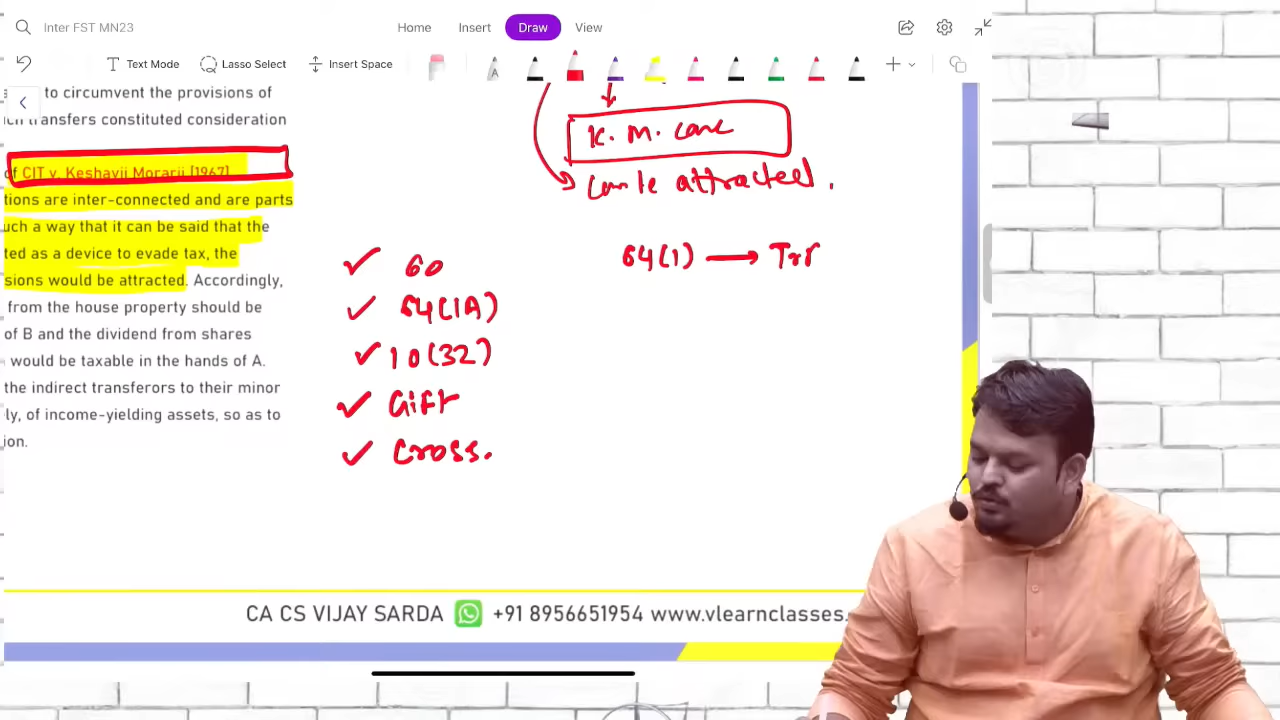 Inter FST MN23
Home Insert Draw View
Text Mode Lasso Select Insert Space
to circumvent the provisions of
transfers constituted consideration
of CIT v. Keshavji Morarji [1967]
tions are inter-connected and are parts
uch a way that it can be said that the
ted as a device to evade tax, the
sions would be attracted. Accordingly,
from the house property should be
of B and the dividend from shares
would be taxable in the hands of A.
the indirect transferors to their minor
ly, of income-yielding assets, so as to
ion.
K. M. Case
Can be attracted.
✓ 60
✓ 64(1A)
✓ 10(32)
✓ Gift
✓ Cross.
64(1) → Trf
CA CS VIJAY SARDA +91 8956651954 www.vlearnclasses.